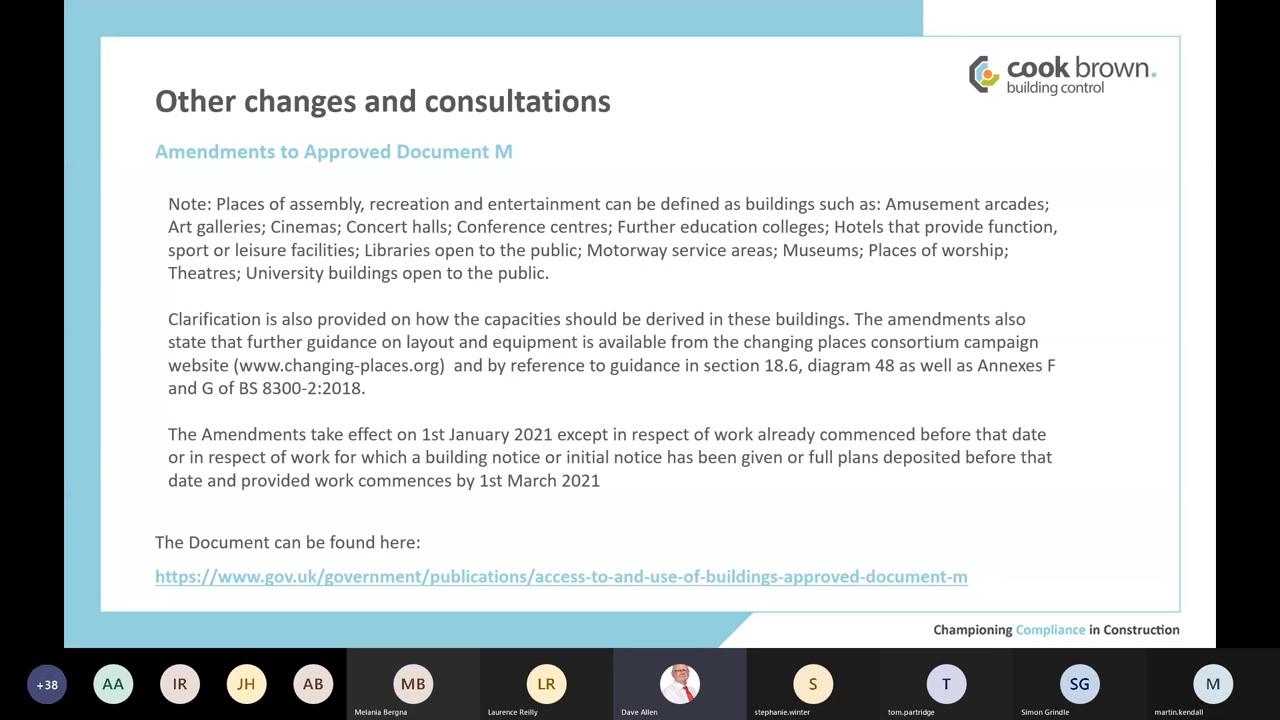 cook brown.
building control
Other changes and consultations
Amendments to Approved Document M
Note: Places of assembly, recreation and entertainment can be defined as buildings such as: Amusement arcades;
Art galleries; Cinemas; Concert halls; Conference centres; Further education colleges; Hotels that provide function,
sport or leisure facilities; Libraries open to the public; Motorway service areas; Museums; Places of worship;
Theatres; University buildings open to the public.
Clarification is also provided on how the capacities should be derived in these buildings. The amendments also
state that further guidance on layout and equipment is available from the changing places consortium campaign
website (www.changing-places.org)  and by reference to guidance in section 18.6, diagram 48 as well as Annexes F
and G of BS 8300-2:2018.
The Amendments take effect on 1st January 2021 except in respect of work already commenced before that date
or in respect of work for which a building notice or initial notice has been given or full plans deposited before that
date and provided work commences by 1st March 2021
The Document can be found here:
https://www.gov.uk/government/publications/access-to-and-use-of-buildings-approved-document-m
Championing Compliance in Construction
+38 AA IR JH AB MB LR S T SG M
Melania Bergna Laurence Reilly Dave Allen stephanie.winter tom.partridge Simon Grindle martin.kendall